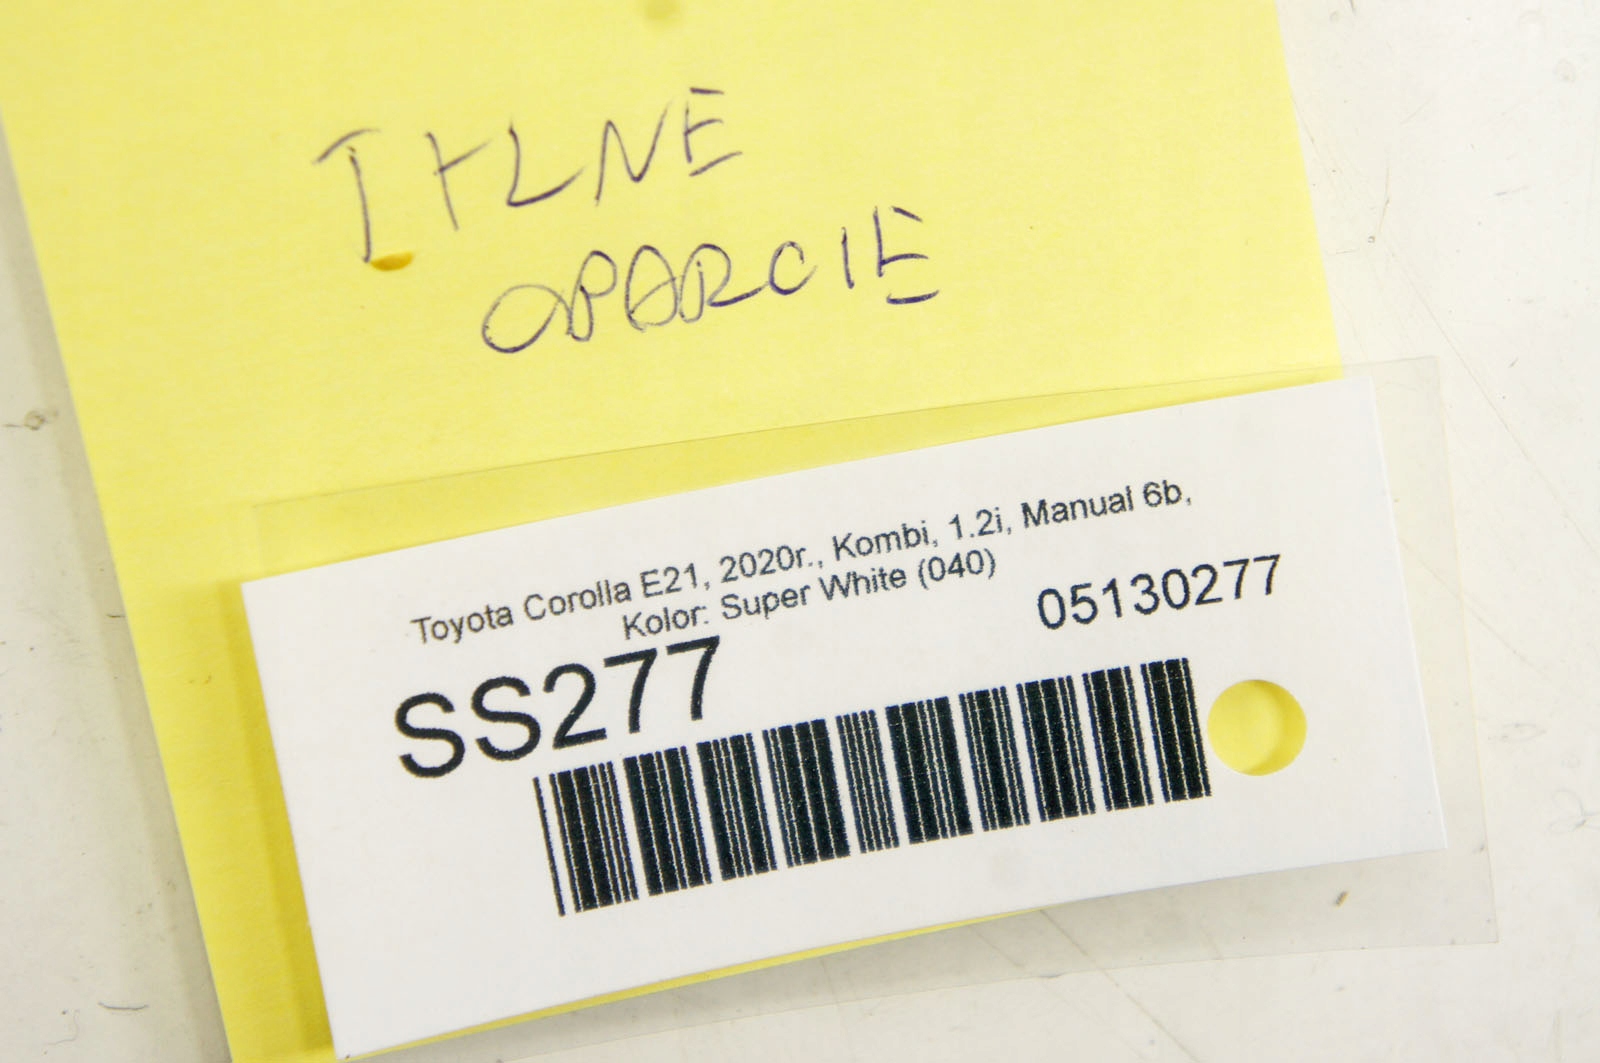 TYLNE
OPARCIE
Toyota Corolla E21, 2020r., Kombi, 1.2i, Manual 6b,
Kolor: Super White (040)
05130277
SS277